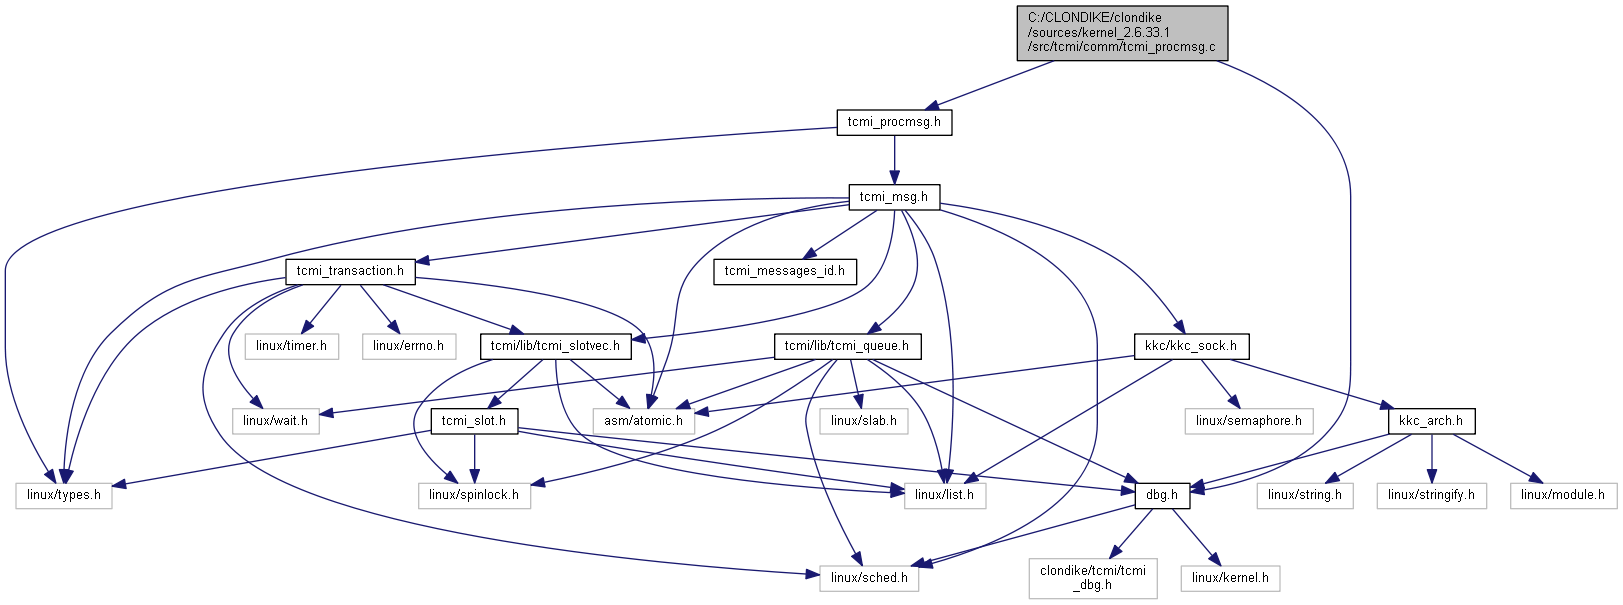 C:/CLONDIKE/clondike
/sources/kernel_2.6.33.1
/src/tcmi/comm/tcmi_procmsg.c
tcmi_procmsg.h
tcmi_msg.h
tcmi_transaction.h
tcmi_messages_id.h
linux/timer.h
linux/errno.h
tcmi/lib/tcmi_slotvec.h
tcmi/lib/tcmi_queue.h
kkc/kkc_sock.h
linux/wait.h
tcmi_slot.h
asm/atomic.h
linux/slab.h
linux/semaphore.h
kkc_arch.h
linux/types.h
linux/spinlock.h
linux/list.h
dbg.h
linux/string.h
linux/stringify.h
linux/module.h
linux/sched.h
clondike/tcmi/tcmi
_dbg.h
linux/kernel.h